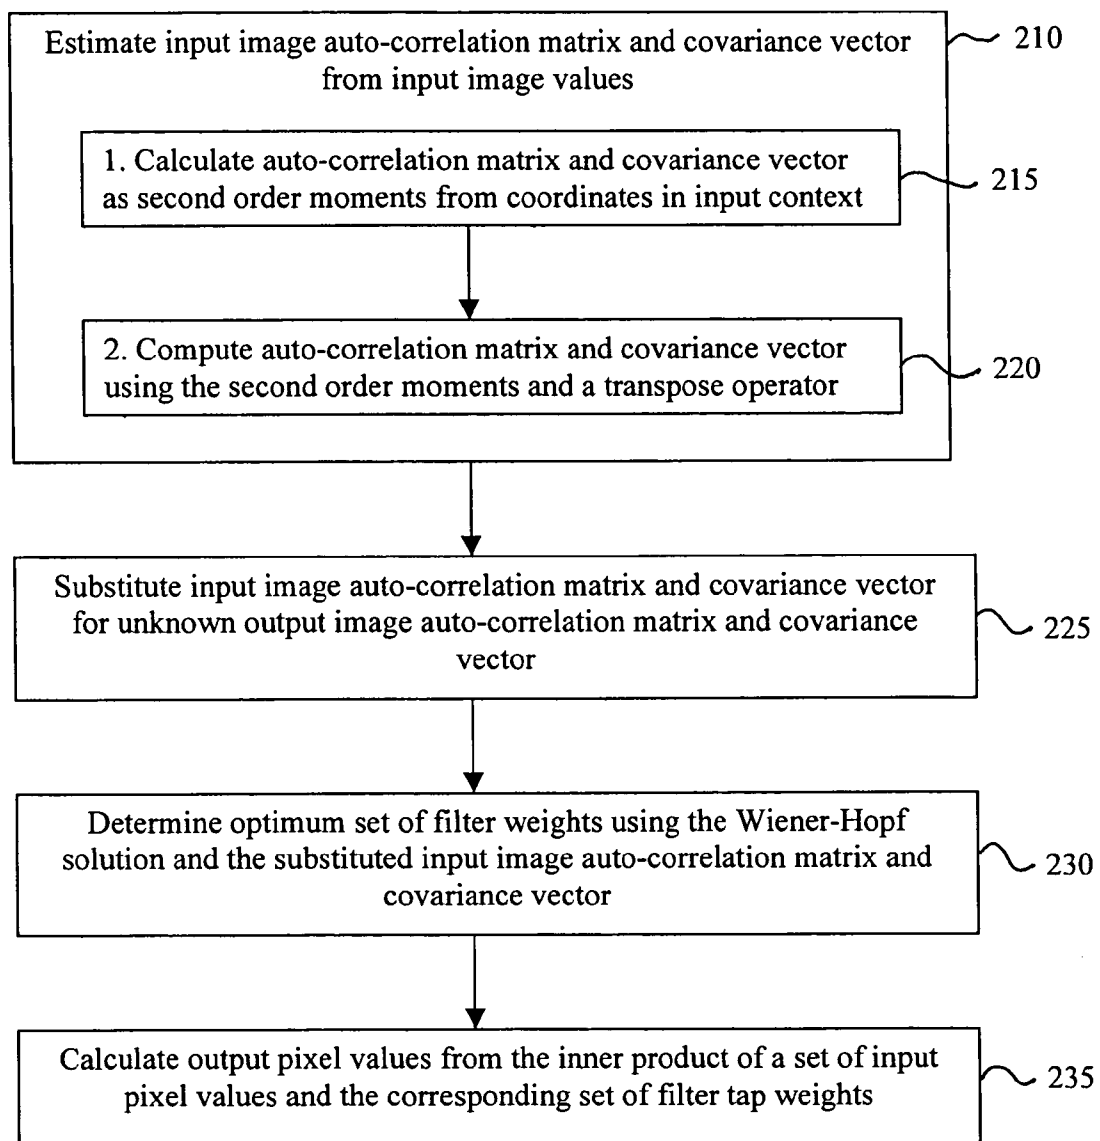 Estimate input image auto-correlation matrix and covariance vector
from input image values
210
1. Calculate auto-correlation matrix and covariance vector
as second order moments from coordinates in input context
215
2. Compute auto-correlation matrix and covariance vector
using the second order moments and a transpose operator
220
Substitute input image auto-correlation matrix and covariance vector
for unknown output image auto-correlation matrix and covariance
vector
225
Determine optimum set of filter weights using the Wiener-Hopf
solution and the substituted input image auto-correlation matrix and
covariance vector
230
Calculate output pixel values from the inner product of a set of input
pixel values and the corresponding set of filter tap weights
235